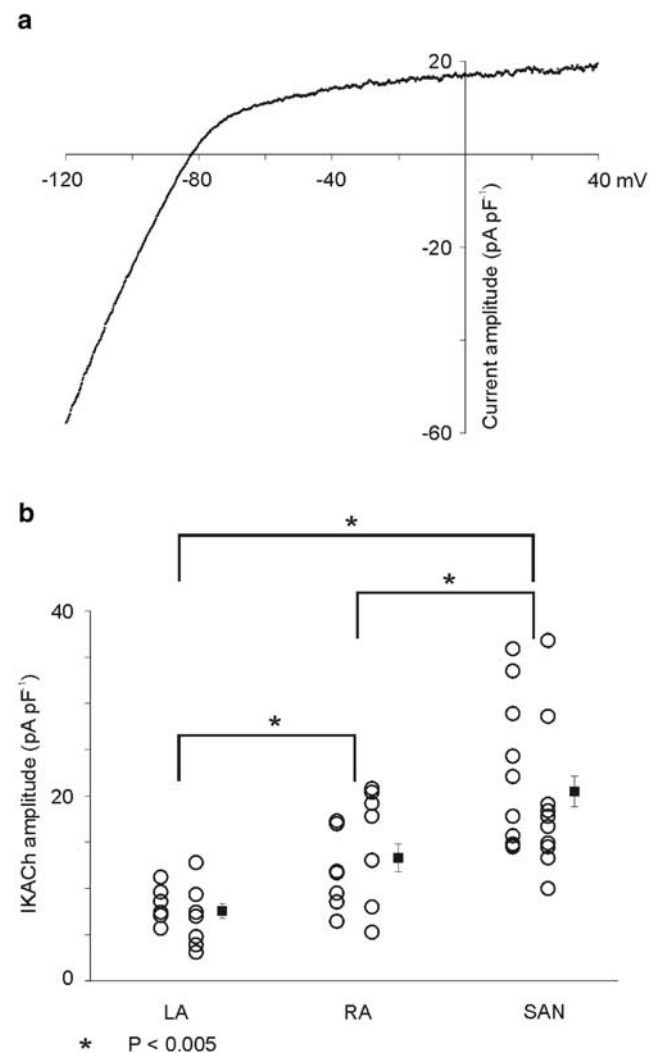 a
20
-120
-80
-40
40 mV
-20
-60
Current amplitude (pA pF⁻¹)
b
*
*
*
40
20
0
IKACh amplitude (pA pF⁻¹)
LA
RA
SAN
* P < 0.005